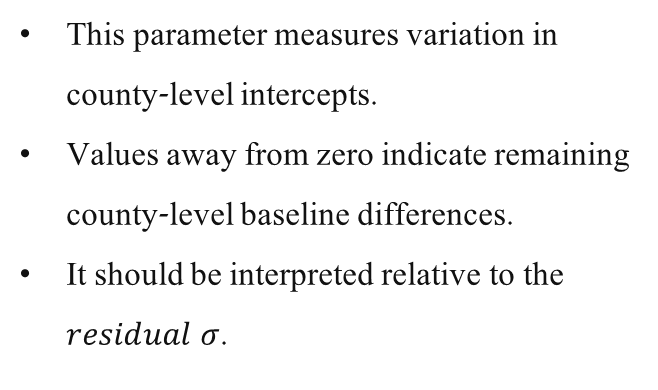 • This parameter measures variation in
county-level intercepts.
• Values away from zero indicate remaining
county-level baseline differences.
• It should be interpreted relative to the
residual σ.